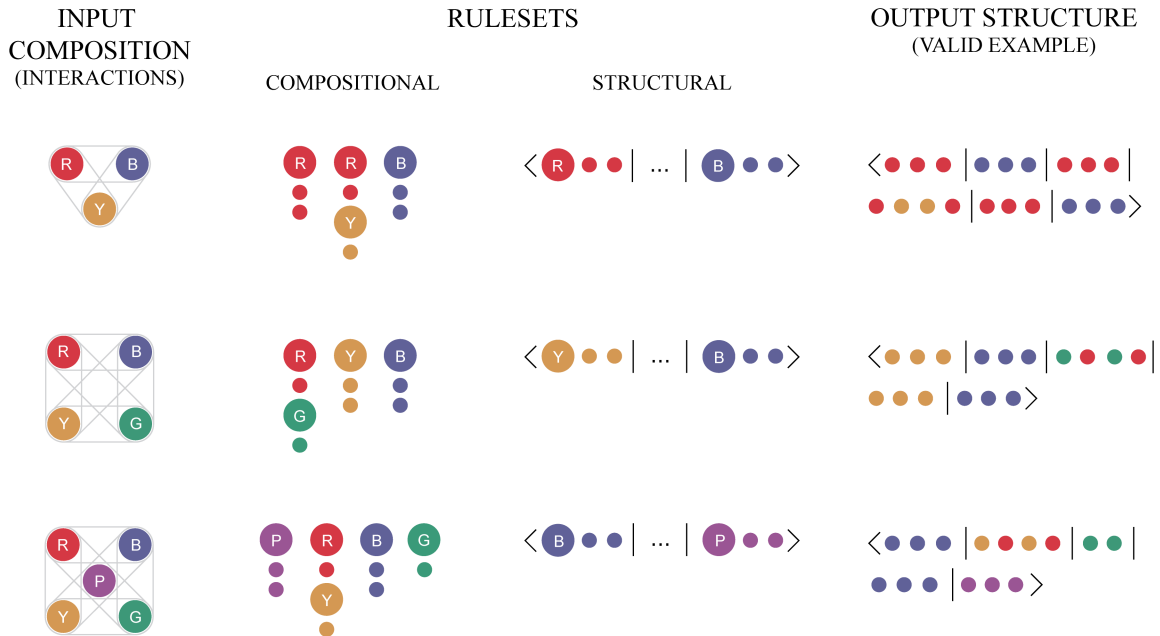 INPUT
COMPOSITION
(INTERACTIONS)
RULESETS
COMPOSITIONAL
STRUCTURAL
OUTPUT STRUCTURE
(VALID EXAMPLE)
R B
Y
R R B
Y
< R | ... | B >
< | | |
| | >
R B
Y G
R Y B
G
< Y | ... | B >
< | | |
| >
R B
P
Y G
P R B G
Y
< B | ... | P >
< | | |
| >